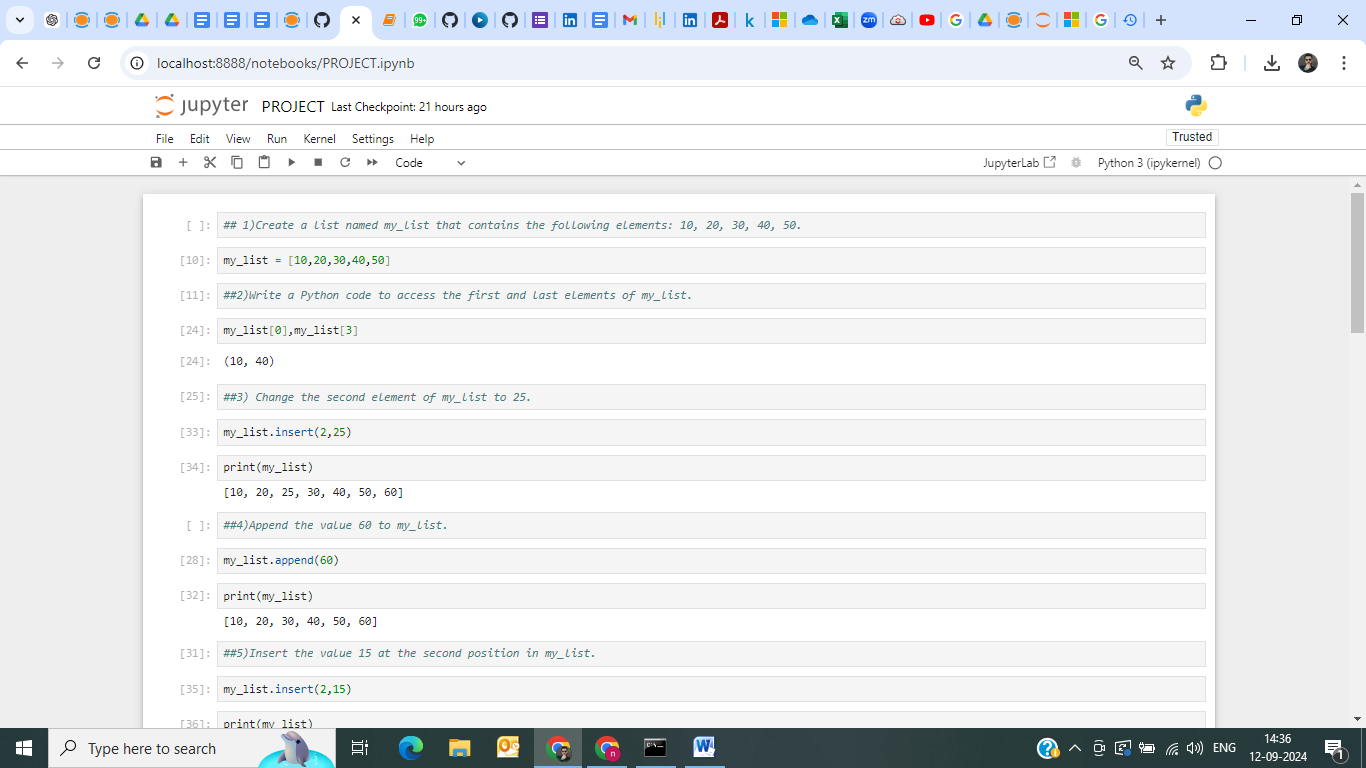 localhost:8888/notebooks/PROJECT.ipynb
jupyter PROJECT Last Checkpoint: 21 hours ago
File Edit View Run Kernel Settings Help
Trusted
Code
JupyterLab
Python 3 (ipykernel)
[ ]: ## 1)Create a list named my_list that contains the following elements: 10, 20, 30, 40, 50.
[10]: my_list = [10,20,30,40,50]
[11]: ##2)Write a Python code to access the first and last elements of my_list.
[24]: my_list[0],my_list[3]
[24]: (10, 40)
[25]: ##3) Change the second element of my_list to 25.
[33]: my_list.insert(2,25)
[34]: print(my_list)
[10, 20, 25, 30, 40, 50, 60]
[ ]: ##4)Append the value 60 to my_list.
[28]: my_list.append(60)
[32]: print(my_list)
[10, 20, 30, 40, 50, 60]
[31]: ##5)Insert the value 15 at the second position in my_list.
[35]: my_list.insert(2,15)
[36]: print(my_list)
Type here to search
ENG
14:36
12-09-2024
1